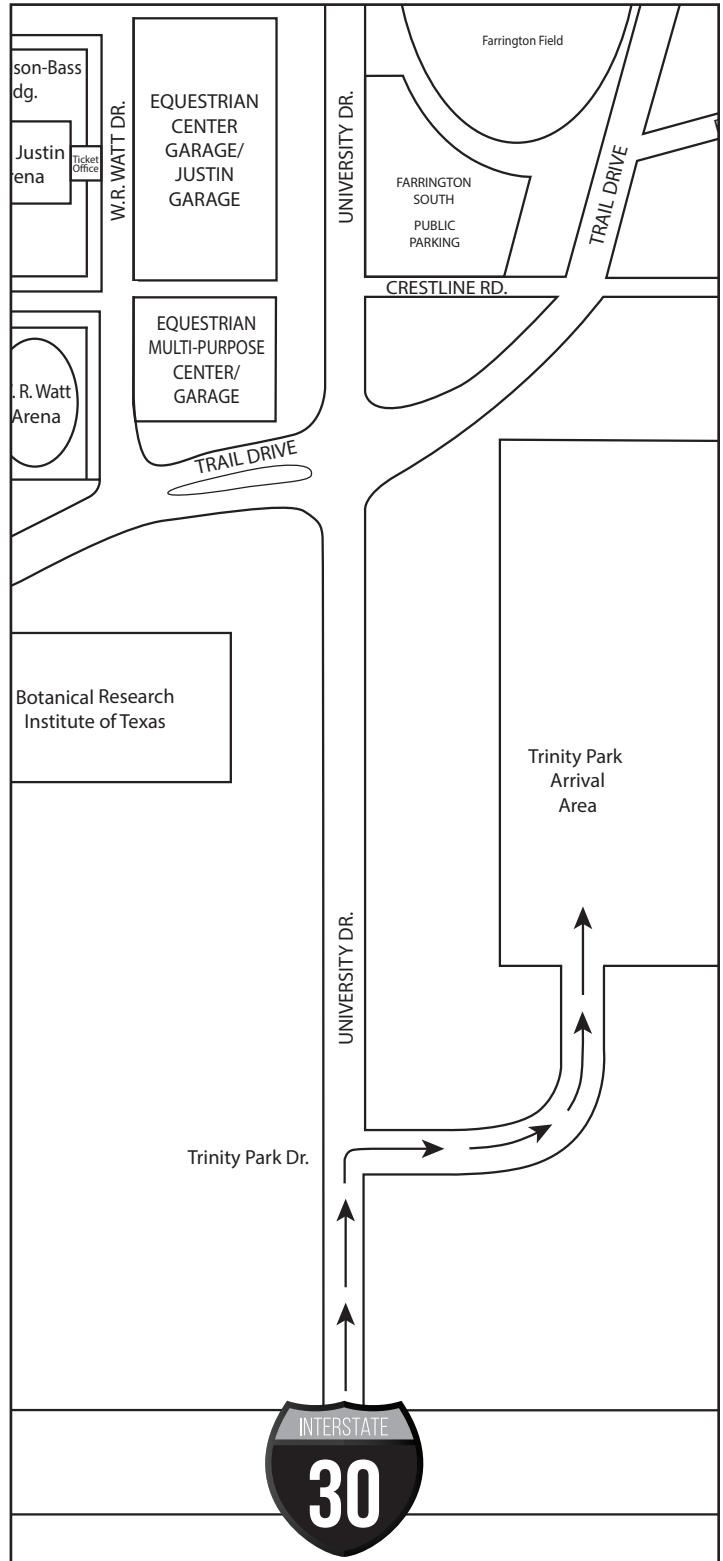 Farrington Field
son-Bass
dg.
Justin
rena
Ticket
Office
W.R. WATT DR.
EQUESTRIAN
CENTER
GARAGE/
JUSTIN
GARAGE
UNIVERSITY DR.
FARRINGTON
SOUTH
PUBLIC
PARKING
TRAIL DRIVE
CRESTLINE RD.
EQUESTRIAN
MULTI-PURPOSE
CENTER/
GARAGE
. R. Watt
Arena
TRAIL DRIVE
Botanical Research
Institute of Texas
Trinity Park
Arrival
Area
UNIVERSITY DR.
Trinity Park Dr.
INTERSTATE
30